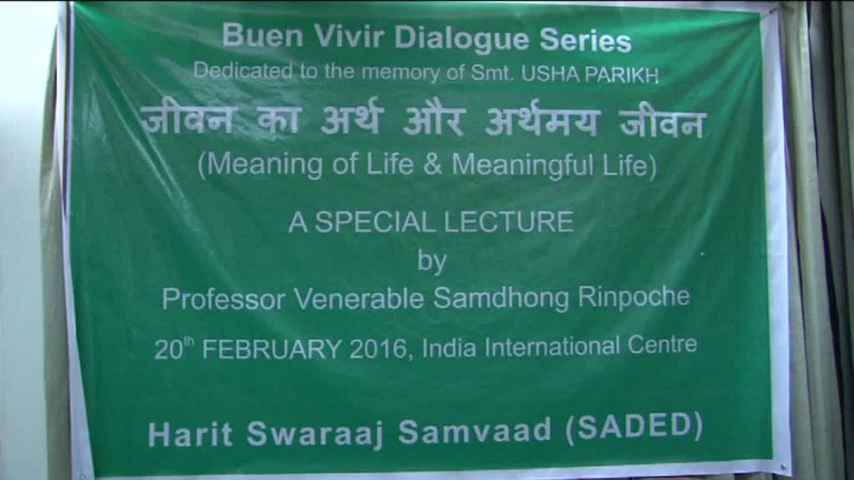 Buen Vivir Dialogue Series
Dedicated to the memory of Smt. USHA PARIKH
जीवन का अर्थ और अर्थमय जीवन
(Meaning of Life & Meaningful Life)
A SPECIAL LECTURE
by
Professor Venerable Samdhong Rinpoche
20th FEBRUARY 2016, India International Centre
Harit Swaraaj Samvaad (SADED)